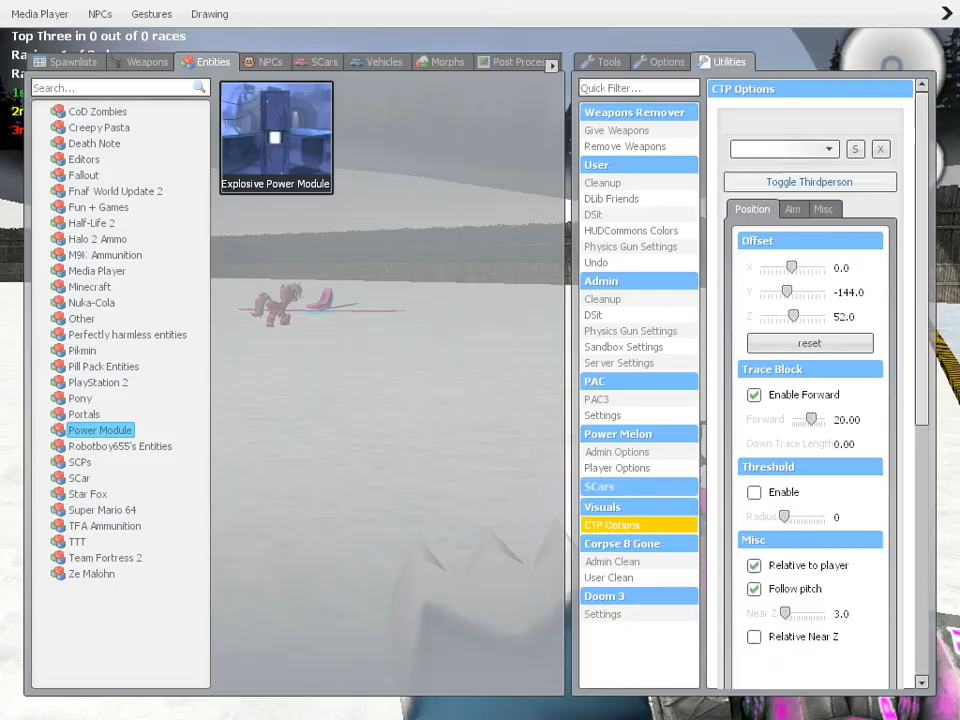 Media Player NPCs Gestures Drawing
Top Three in 0 out of 0 races
Spawnlists Weapons Entities NPCs SCars Vehicles Morphs Post Proces
Tools Options Utilities
Search...
CoD Zombies
Creepy Pasta
Death Note
Editors
Fallout
Fnaf World Update 2
Fun + Games
Half-Life 2
Halo 2 Ammo
M9K Ammunition
Media Player
Minecraft
Nuka-Cola
Other
Perfectly harmless entities
Pikmin
Pill Pack Entities
PlayStation 2
Pony
Portals
Power Module
Robotboy655's Entities
SCPs
SCar
Star Fox
Super Mario 64
TFA Ammunition
TTT
Team Fortress 2
Ze Malohn
Explosive Power Module
Quick Filter...
Weapons Remover
Give Weapons
Remove Weapons
User
Cleanup
DLib Friends
DSit
HUDCommons Colors
Physics Gun Settings
Undo
Admin
Cleanup
DSit
Physics Gun Settings
Sandbox Settings
Server Settings
PAC
PAC3
Settings
Power Melon
Admin Options
Player Options
SCars
Visuals
CTP Options
Corpse B Gone
Admin Clean
User Clean
Doom 3
Settings
CTP Options
S X
Toggle Thirdperson
Position Aim Misc
Offset
X 0.0
Y -144.0
Z 52.0
reset
Trace Block
Enable Forward
Forward 20.00
Down Trace Length 0.00
Threshold
Enable
Radius 0
Misc
Relative to player
Follow pitch
Near Z 3.0
Relative Near Z